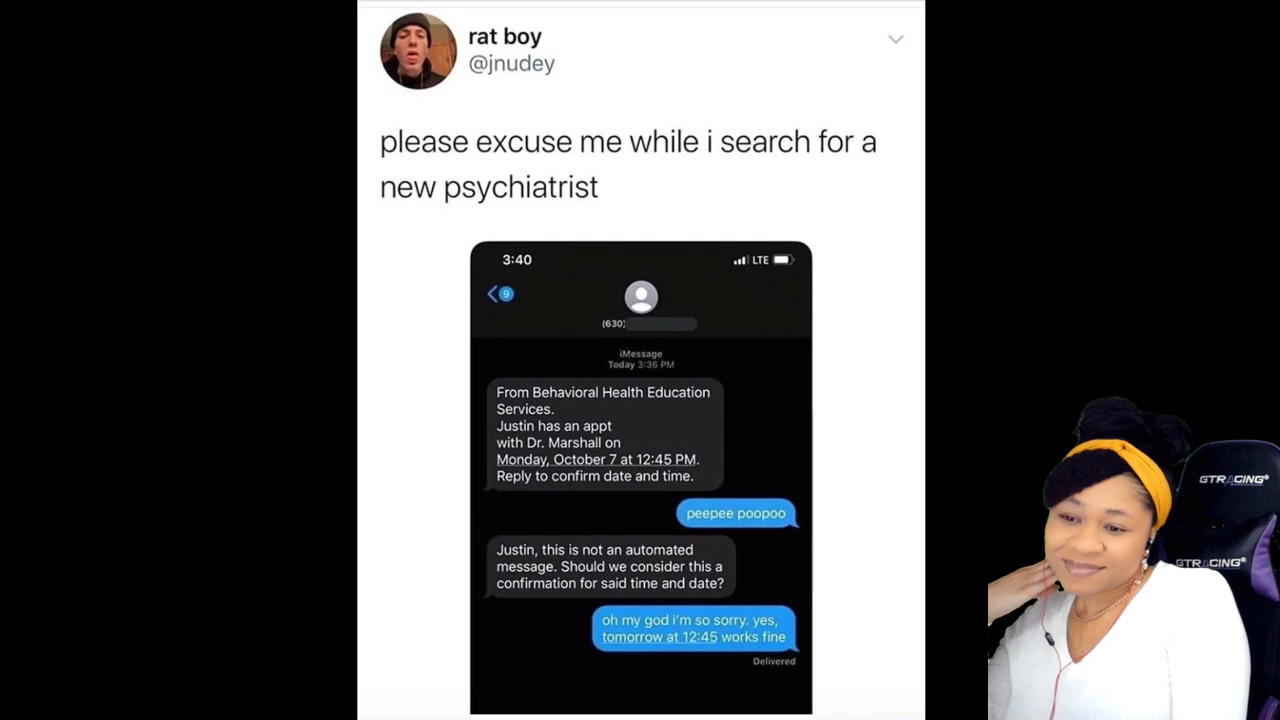 rat boy
@jnudey
please excuse me while i search for a
new psychiatrist
3:40
LTE
9
(630)
iMessage
Today 3:36 PM
From Behavioral Health Education
Services.
Justin has an appt
with Dr. Marshall on
Monday, October 7 at 12:45 PM.
Reply to confirm date and time.
peepee poopoo
Justin, this is not an automated
message. Should we consider this a
confirmation for said time and date?
oh my god i'm so sorry. yes,
tomorrow at 12:45 works fine
Delivered
GTRACING®
GTRACING®